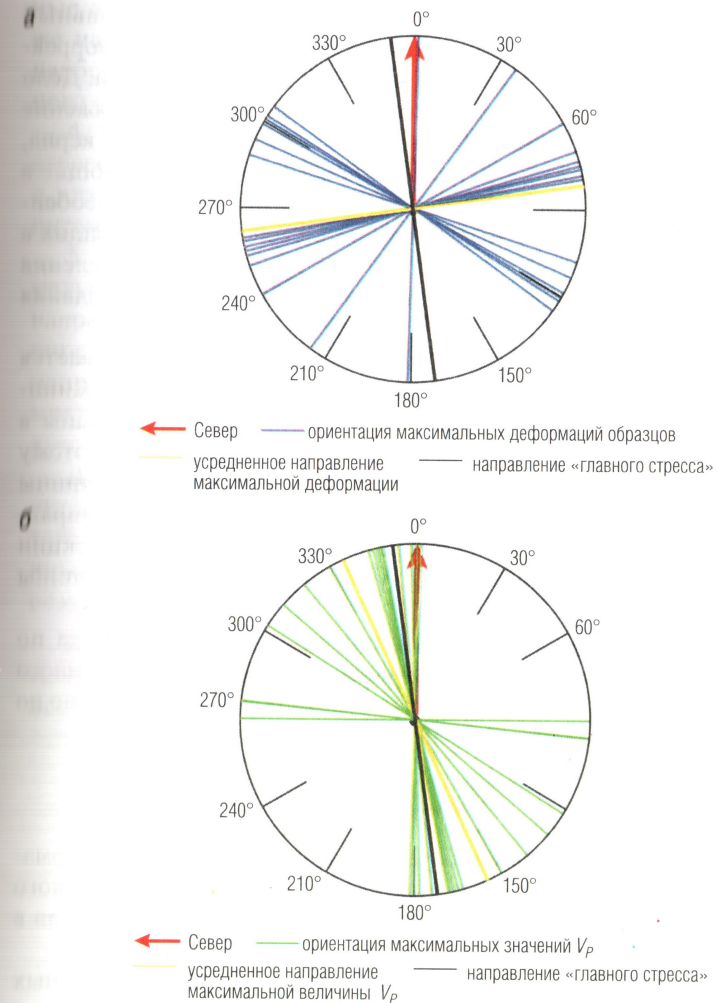 а
0°
330°
30°
300°
60°
270°
240°
210°
150°
180°
Север
ориентация максимальных деформаций образцов
усредненное направление
максимальной деформации
направление «главного стресса»
б
0°
330°
30°
300°
60°
270°
240°
210°
150°
180°
Север
ориентация максимальных значений VP
усредненное направление
максимальной величины VP
направление «главного стресса»